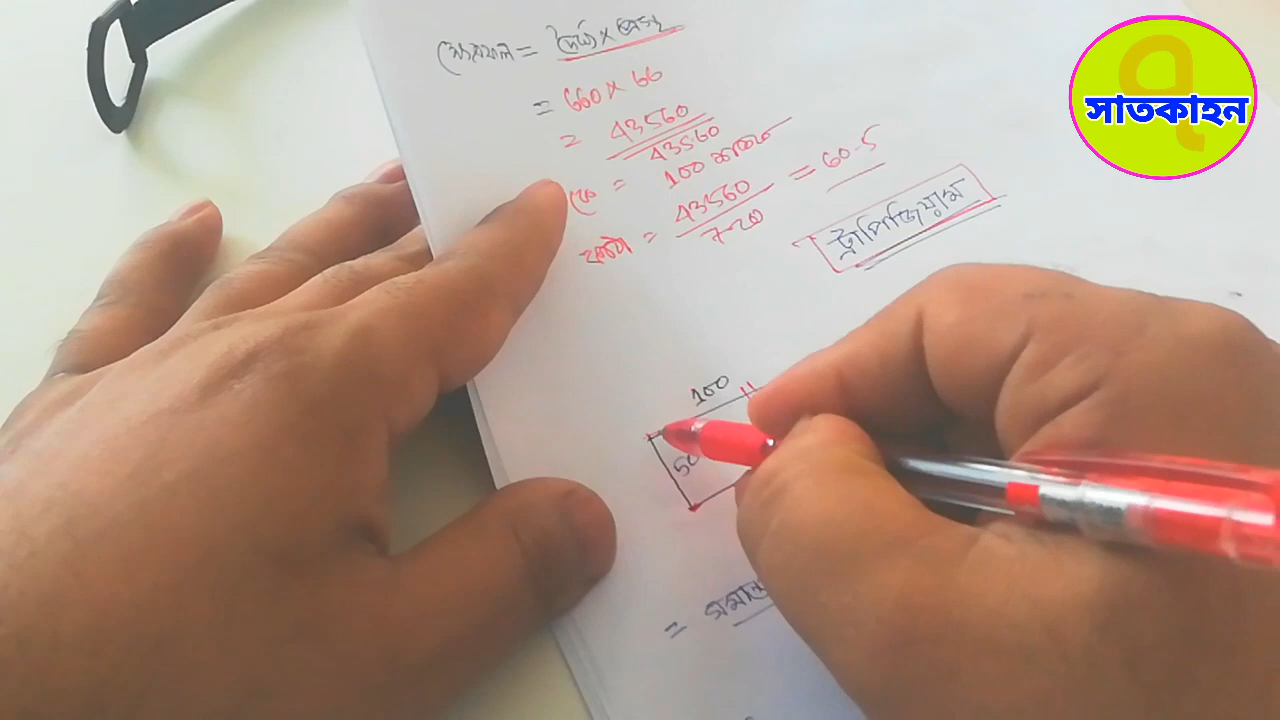 সাতকাহন
ক্ষেত্রফল = দৈর্ঘ্য × প্রস্থ
= 660 × 66
= 43560
43560
= 100 শতক
= 43560 = 60.5
720
ট্রাপিজিয়াম
100
50
=